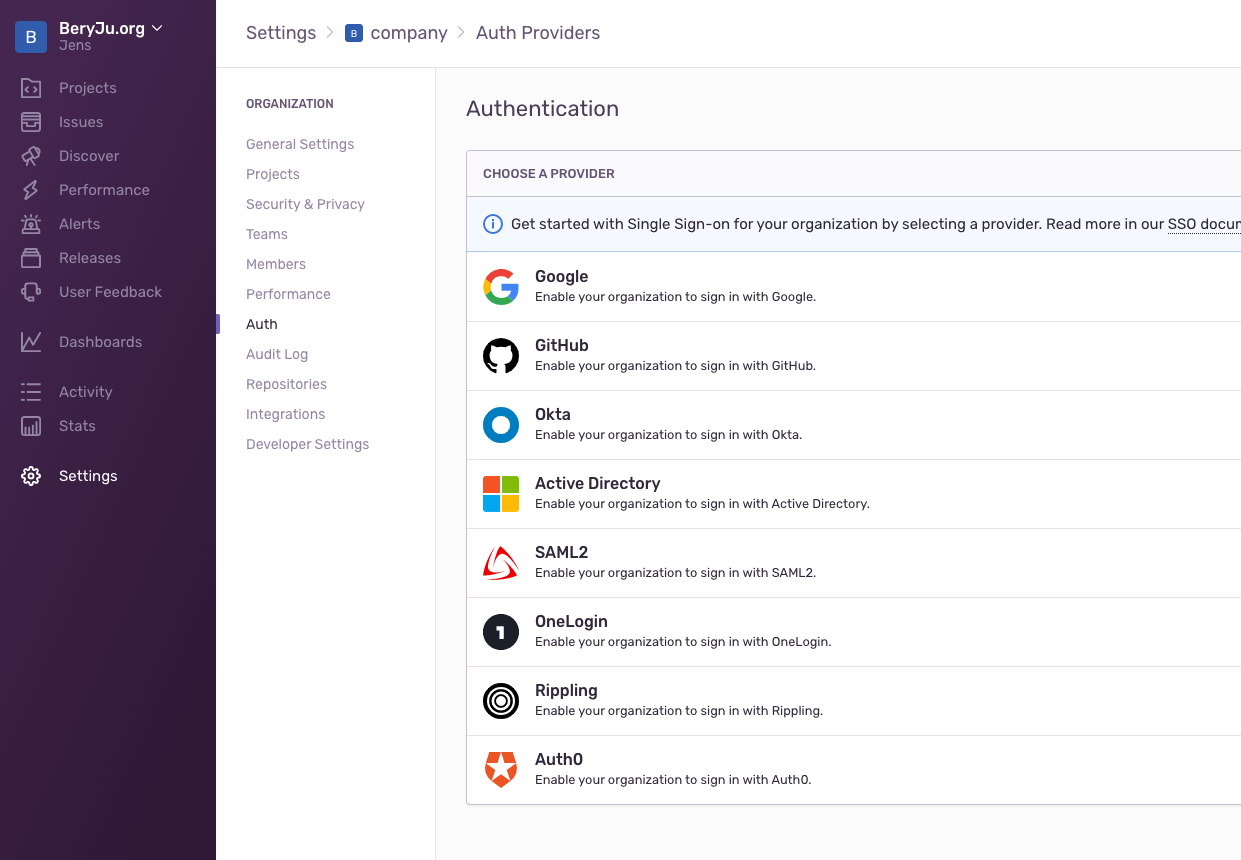 B
BeryJu.org
Jens
Projects
Issues
Discover
Performance
Alerts
Releases
User Feedback
Dashboards
Activity
Stats
Settings
Settings > B company > Auth Providers
ORGANIZATION
General Settings
Projects
Security & Privacy
Teams
Members
Performance
Auth
Audit Log
Repositories
Integrations
Developer Settings
Authentication
CHOOSE A PROVIDER
Get started with Single Sign-on for your organization by selecting a provider. Read more in our SSO docu
Google
Enable your organization to sign in with Google.
GitHub
Enable your organization to sign in with GitHub.
Okta
Enable your organization to sign in with Okta.
Active Directory
Enable your organization to sign in with Active Directory.
SAML2
Enable your organization to sign in with SAML2.
1
OneLogin
Enable your organization to sign in with OneLogin.
Rippling
Enable your organization to sign in with Rippling.
Auth0
Enable your organization to sign in with Auth0.